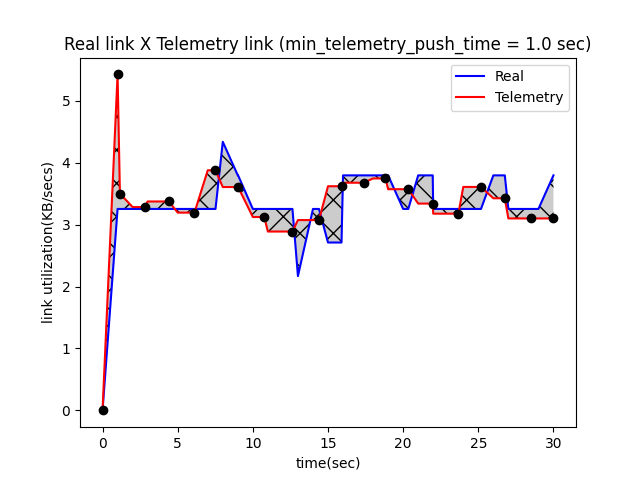 Real link X Telemetry link (min_telemetry_push_time = 1.0 sec)
Real
Telemetry
link utilization(KB/secs)
5
4
3
2
1
0
0 5 10 15 20 25 30
time(sec)